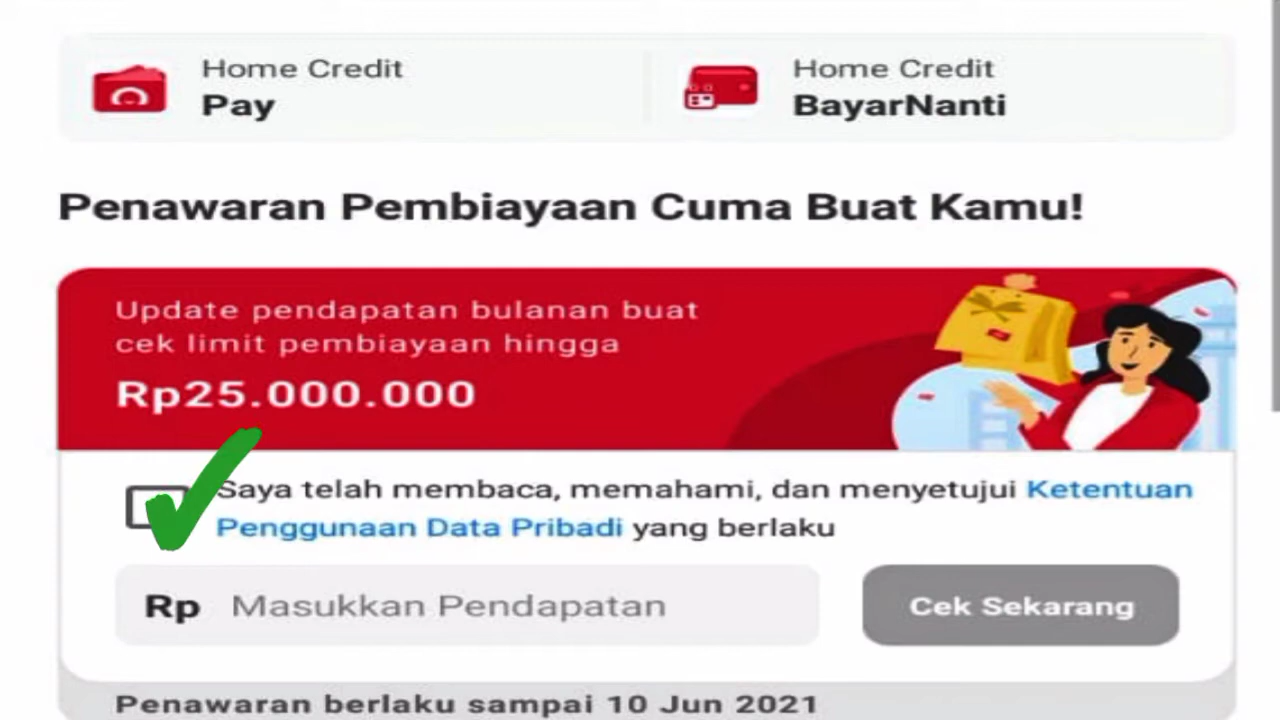 Home Credit
Pay
Home Credit
BayarNanti
Penawaran Pembiayaan Cuma Buat Kamu!
Update pendapatan bulanan buat
cek limit pembiayaan hingga
Rp25.000.000
Saya telah membaca, memahami, dan menyetujui Ketentuan
Penggunaan Data Pribadi yang berlaku
Rp Masukkan Pendapatan
Cek Sekarang
Penawaran berlaku sampai 10 Jun 2021